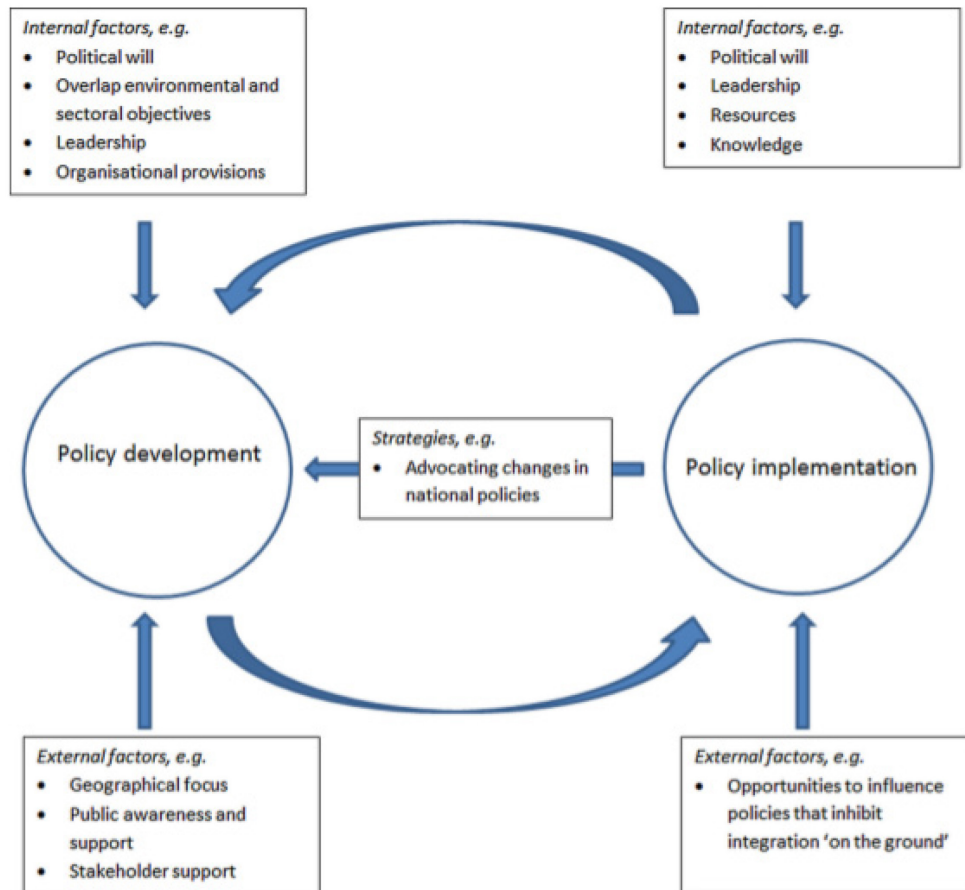 Internal factors, e.g.
• Political will
• Overlap environmental and
sectoral objectives
• Leadership
• Organisational provisions
Internal factors, e.g.
• Political will
• Leadership
• Resources
• Knowledge
Policy development
Strategies, e.g.
• Advocating changes in
national policies
Policy implementation
External factors, e.g.
• Geographical focus
• Public awareness and
support
• Stakeholder support
External factors, e.g.
• Opportunities to influence
policies that inhibit
integration ‘on the ground’